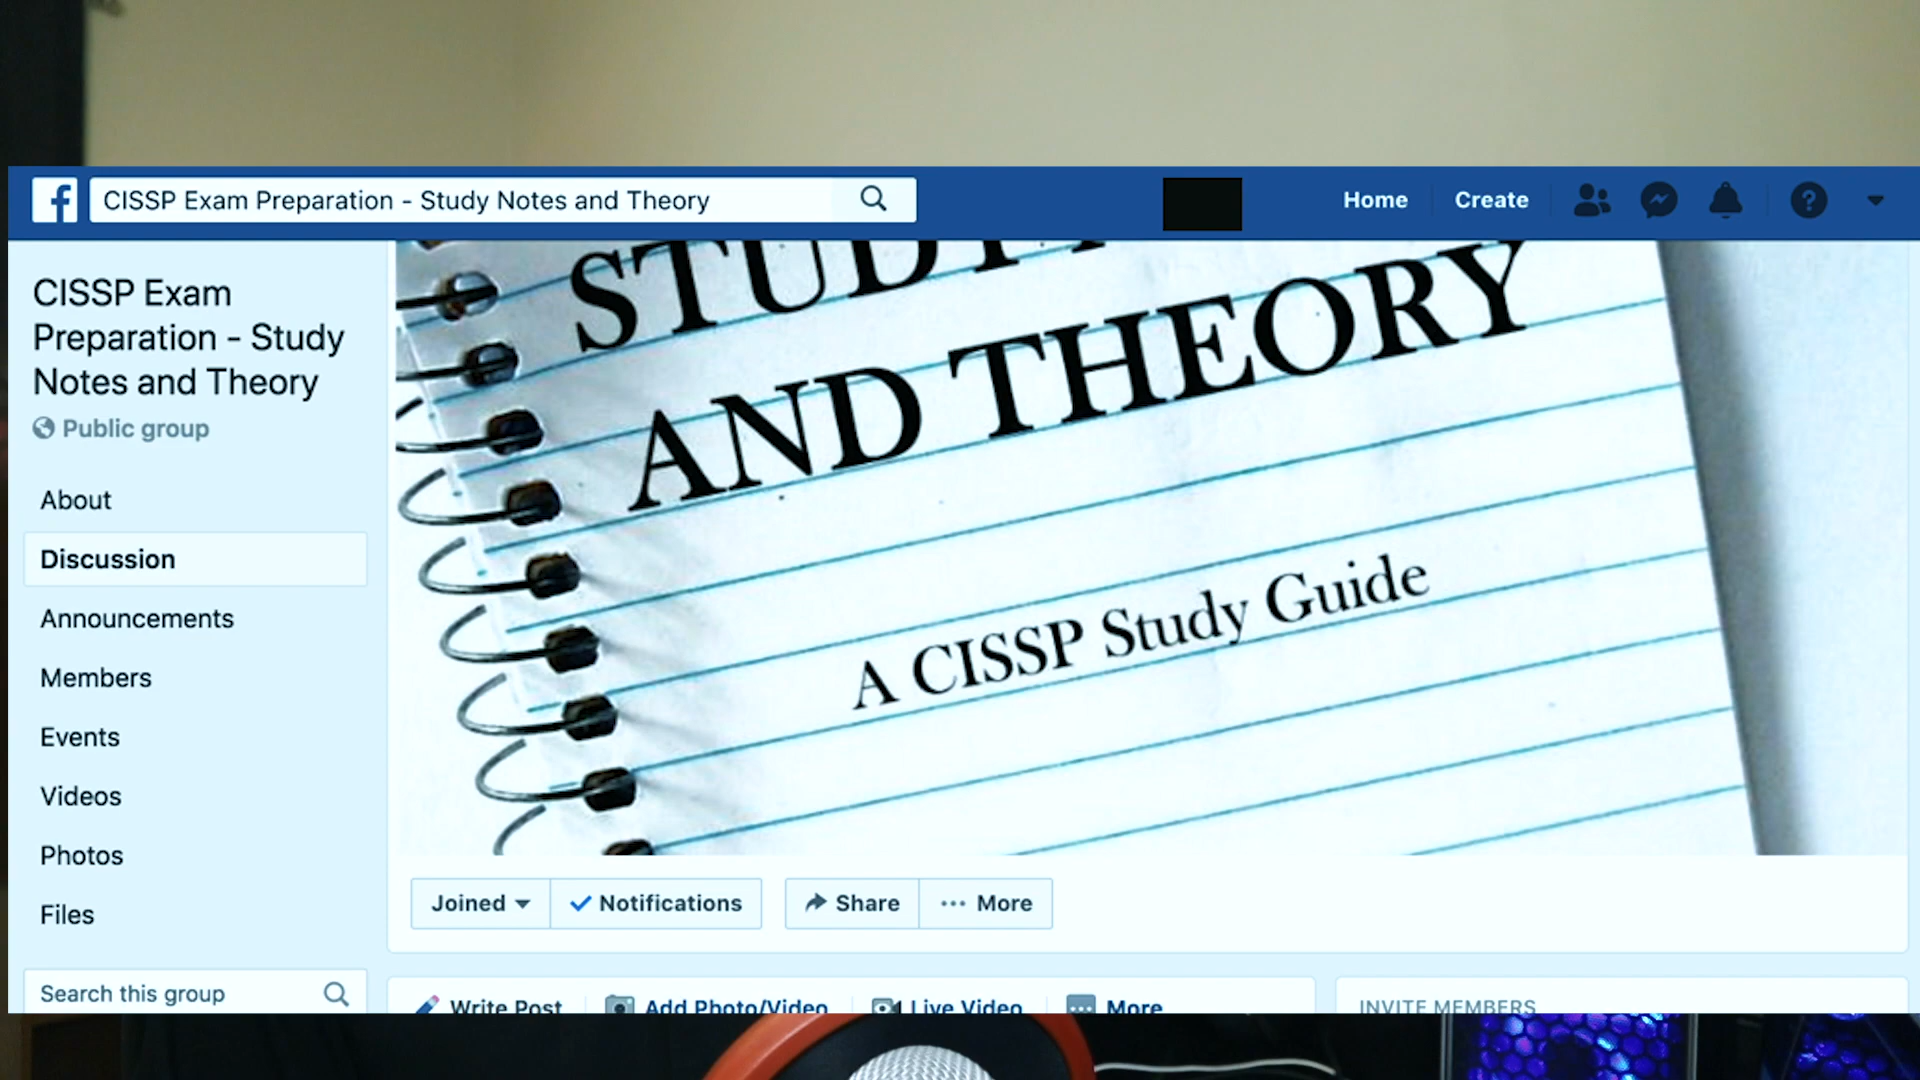 f
CISSP Exam Preparation - Study Notes and Theory
Home
Create
CISSP Exam
Preparation - Study
Notes and Theory
Public group
About
Discussion
Announcements
Members
Events
Videos
Photos
Files
Search this group
STUDY
AND THEORY
A CISSP Study Guide
Joined
Notifications
Share
More
Write Post
Add Photo/Video
Live Video
More
INVITE MEMBERS